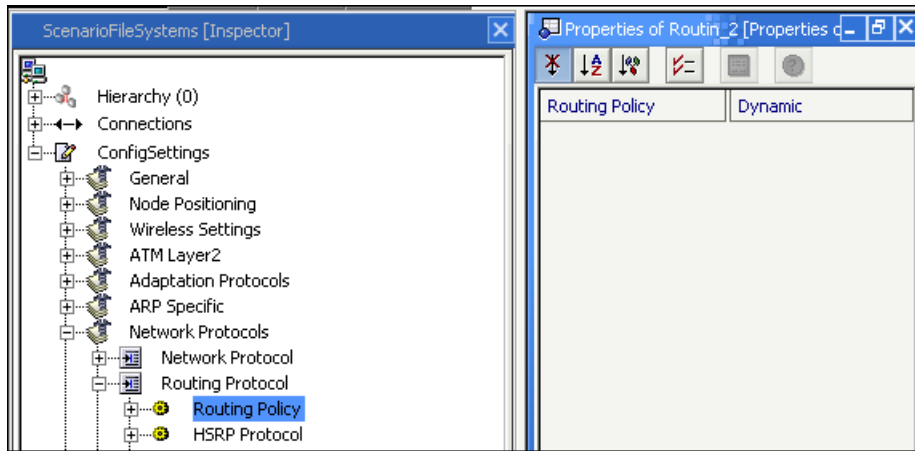 ScenarioFileSystems [Inspector]
Hierarchy (0)
Connections
ConfigSettings
General
Node Positioning
Wireless Settings
ATM Layer2
Adaptation Protocols
ARP Specific
Network Protocols
Network Protocol
Routing Protocol
Routing Policy
HSRP Protocol
Properties of Routin_2 [Properties c
Routing Policy Dynamic